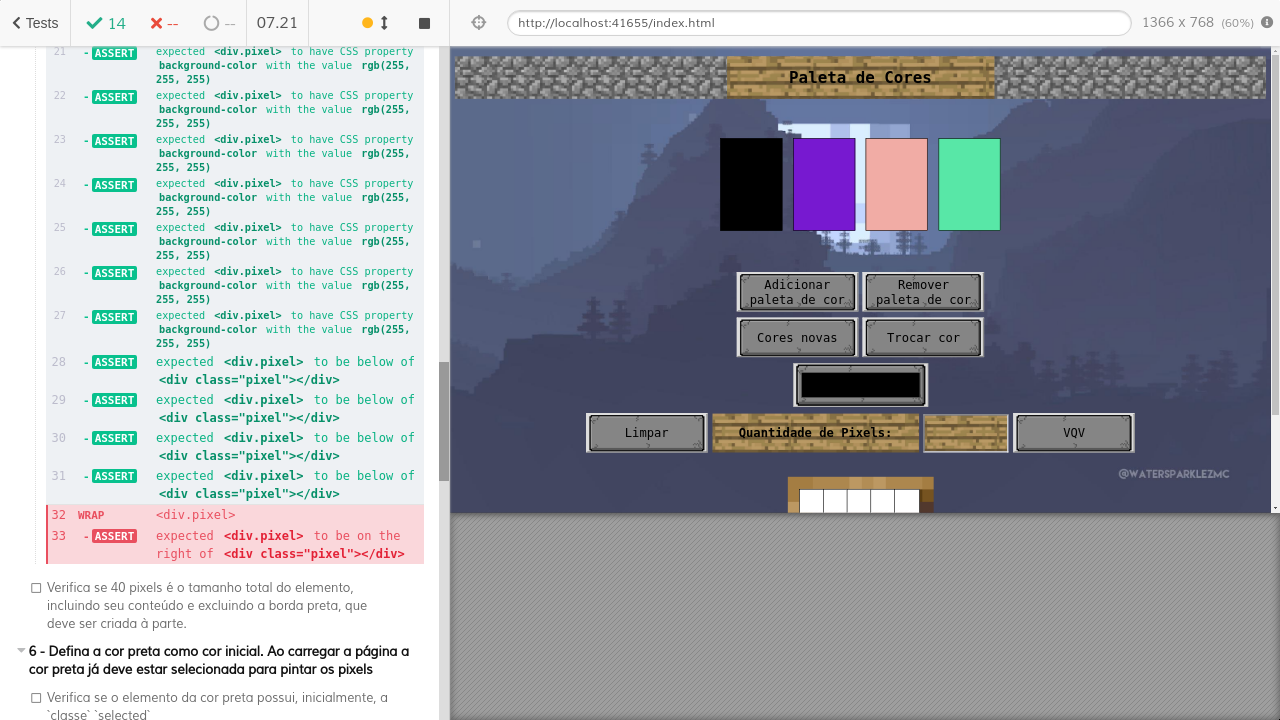 Tests
14
--
--
07.21
http://localhost:41655/index.html
1366 x 768 (60%)
21 - ASSERT expected <div.pixel> to have CSS property
background-color with the value rgb(255,
255, 255)
22 - ASSERT expected <div.pixel> to have CSS property
background-color with the value rgb(255,
255, 255)
23 - ASSERT expected <div.pixel> to have CSS property
background-color with the value rgb(255,
255, 255)
24 - ASSERT expected <div.pixel> to have CSS property
background-color with the value rgb(255,
255, 255)
25 - ASSERT expected <div.pixel> to have CSS property
background-color with the value rgb(255,
255, 255)
26 - ASSERT expected <div.pixel> to have CSS property
background-color with the value rgb(255,
255, 255)
27 - ASSERT expected <div.pixel> to have CSS property
background-color with the value rgb(255,
255, 255)
28 - ASSERT expected <div.pixel> to be below of
<div class="pixel"></div>
29 - ASSERT expected <div.pixel> to be below of
<div class="pixel"></div>
30 - ASSERT expected <div.pixel> to be below of
<div class="pixel"></div>
31 - ASSERT expected <div.pixel> to be below of
<div class="pixel"></div>
32 WRAP <div.pixel>
33 - ASSERT expected <div.pixel> to be on the
right of <div class="pixel"></div>
Verifica se 40 pixels é o tamanho total do elemento,
incluindo seu conteúdo e excluindo a borda preta, que
deve ser criada à parte.
6 - Defina a cor preta como cor inicial. Ao carregar a página a
cor preta já deve estar selecionada para pintar os pixels
Verifica se o elemento da cor preta possui, inicialmente, a
`classe` `selected`
Paleta de Cores
Adicionar
paleta de cor
Remover
paleta de cor
Cores novas
Trocar cor
Limpar
Quantidade de Pixels:
VQV
@WATERSPARKLEZMC